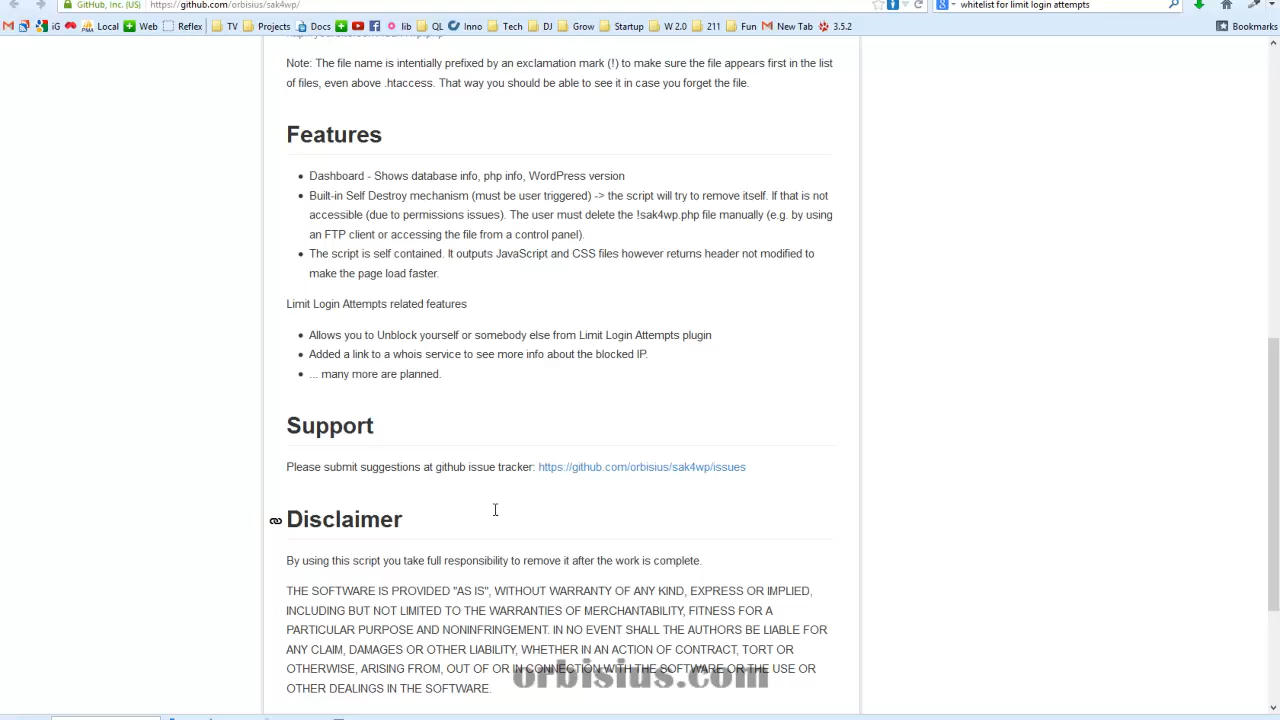 GitHub, Inc. (US)
https://github.com/orbisius/sak4wp/
whitelist for limit login attempts
iG
Local
Web
Reflex
TV
Projects
Docs
lib
QL
Inno
Tech
DJ
Grow
Startup
W 2.0
211
Fun
New Tab
3.5.2
Bookmarks
Note: The file name is intentially prefixed by an exclamation mark (!) to make sure the file appears first in the list
of files, even above .htaccess. That way you should be able to see it in case you forget the file.
Features
Dashboard - Shows database info, php info, WordPress version
Built-in Self Destroy mechanism (must be user triggered) -> the script will try to remove itself. If that is not
accessible (due to permissions issues). The user must delete the !sak4wp.php file manually (e.g. by using
an FTP client or accessing the file from a control panel).
The script is self contained. It outputs JavaScript and CSS files however returns header not modified to
make the page load faster.
Limit Login Attempts related features
Allows you to Unblock yourself or somebody else from Limit Login Attempts plugin
Added a link to a whois service to see more info about the blocked IP.
... many more are planned.
Support
Please submit suggestions at github issue tracker: https://github.com/orbisius/sak4wp/issues
Disclaimer
By using this script you take full responsibility to remove it after the work is complete.
THE SOFTWARE IS PROVIDED "AS IS", WITHOUT WARRANTY OF ANY KIND, EXPRESS OR IMPLIED,
INCLUDING BUT NOT LIMITED TO THE WARRANTIES OF MERCHANTABILITY, FITNESS FOR A
PARTICULAR PURPOSE AND NONINFRINGEMENT. IN NO EVENT SHALL THE AUTHORS BE LIABLE FOR
ANY CLAIM, DAMAGES OR OTHER LIABILITY, WHETHER IN AN ACTION OF CONTRACT, TORT OR
OTHERWISE, ARISING FROM, OUT OF OR IN CONNECTION WITH THE SOFTWARE OR THE USE OR
OTHER DEALINGS IN THE SOFTWARE.
orbisius.com